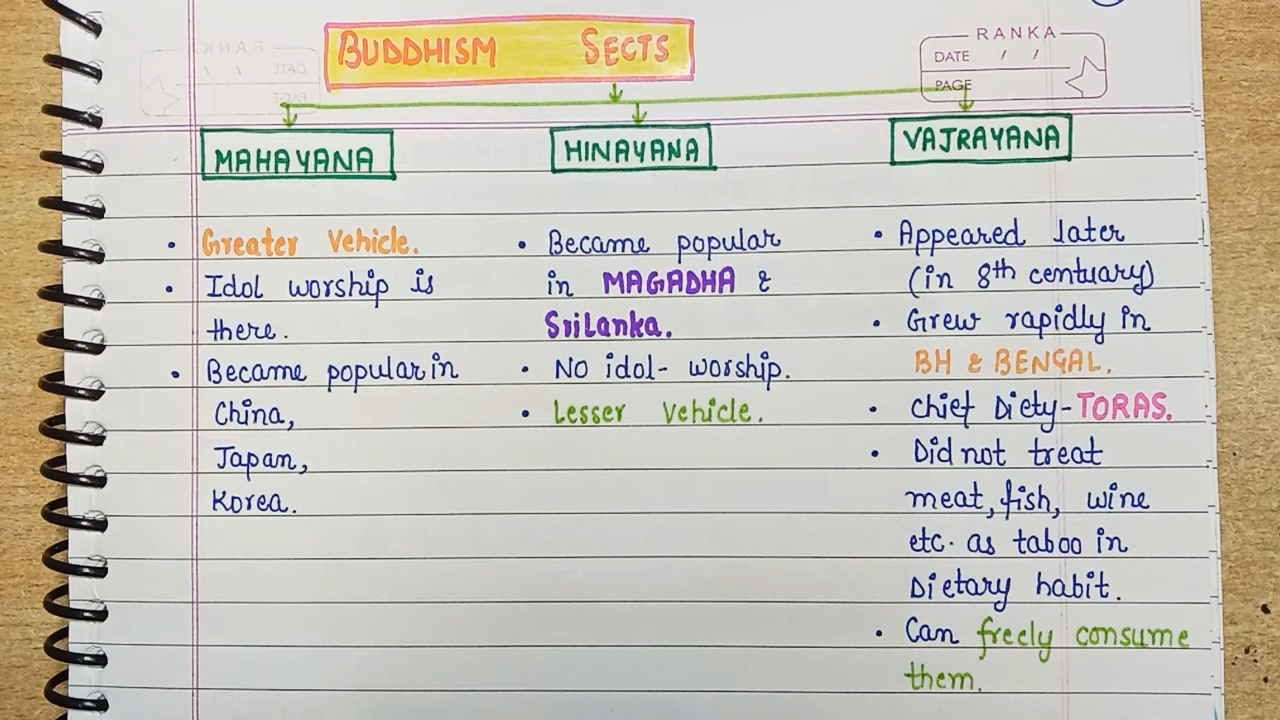 BUDDHISM SECTS
RANKA
DATE / /
PAGE
MAHAYANA
• Greater Vehicle.
• Idol worship is
there.
• Became popular in
China,
Japan,
Korea.
HINAYANA
• Became popular
in MAGADHA &
SriLanka.
• No idol- worship.
• Lesser Vehicle.
VAJRAYANA
• Appeared later
(in 8th centuary)
• Grew rapidly in
BH & BENGAL.
• Chief Diety-TORAS.
• Did not treat
meat, fish, wine
etc. as taboo in
Dietary habit.
• Can freely consume
them.